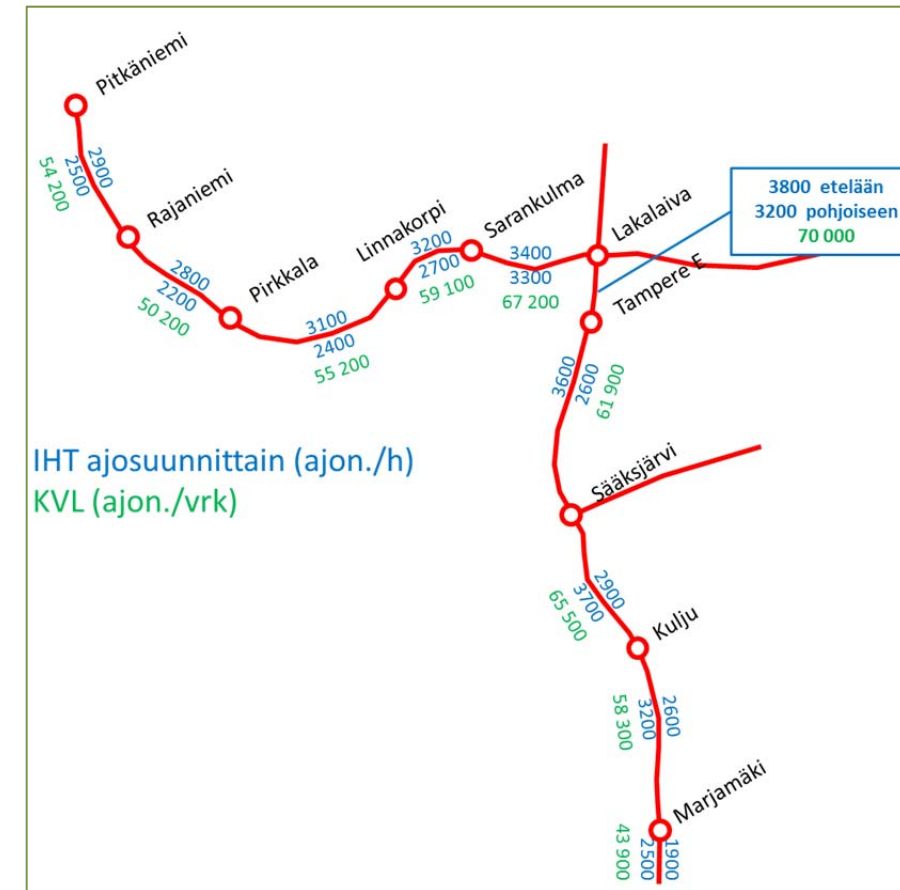 Pitkäniemi
2900
2500
54 200
Rajaniemi
2800
2200
50 200
Pirkkala
3100
2400
55 200
Linnakorpi
3200
2700
59 100
Sarankulma
3400
3300
67 200
Lakalaiva
3800 etelään
3200 pohjoiseen
70 000
Tampere E
3600
2600
61 900
IHT ajosuunnittain (ajon./h)
KVL (ajon./vrk)
Sääksjärvi
2900
3700
65 500
Kulju
2600
3200
58 300
Marjamäki
1900
2500
43 900